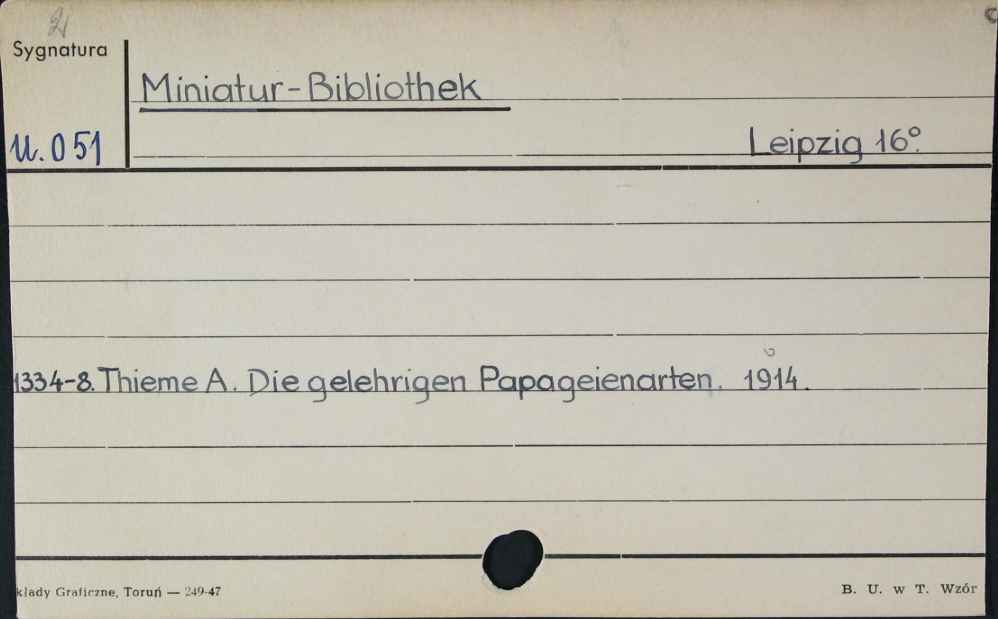 2
Sygnatura
Miniatur-Bibliothek
U. 051
Leipzig 16°.
1334-8. Thieme A. Die gelehrigen Papageienarten. 1914.
kłady Graficzne, Toruń — 249-47
B. U. w T. Wzór